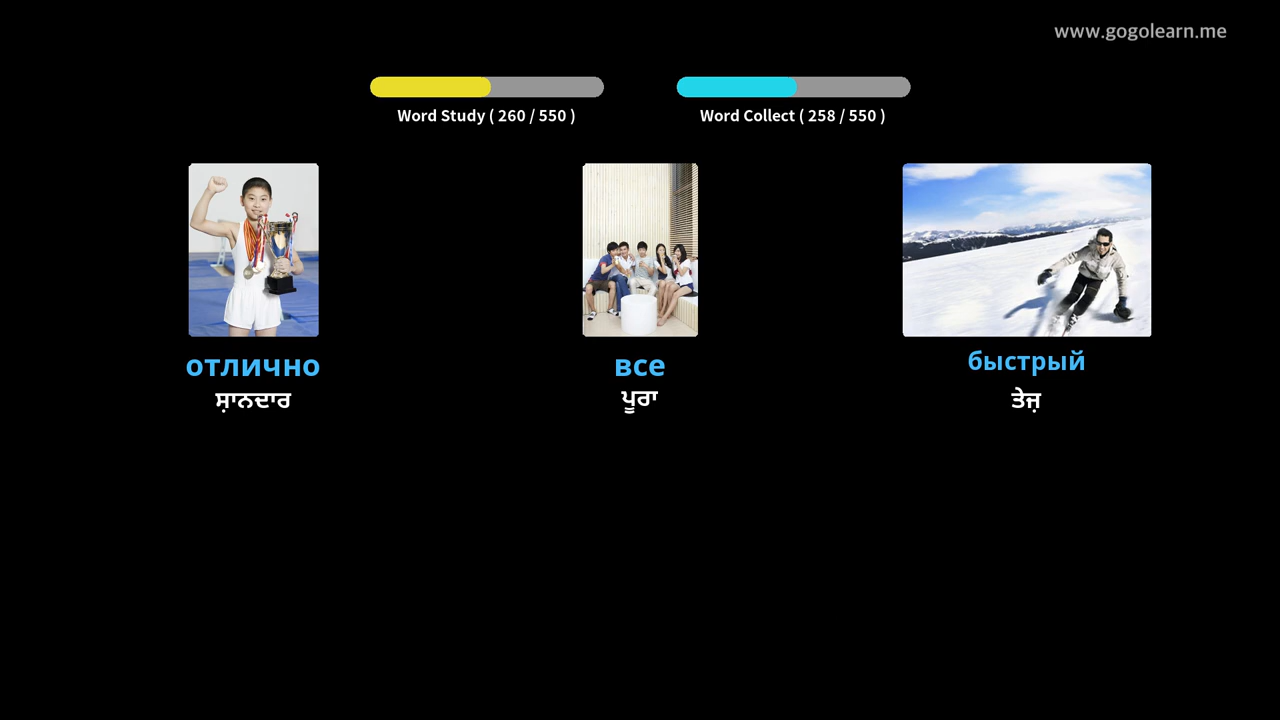 www.gogolearn.me
Word Study ( 260 / 550 )
Word Collect ( 258 / 550 )
отлично
все
быстрый
ਸ਼ਾਨਦਾਰ
ਪੂਰਾ
ਤੇਜ਼